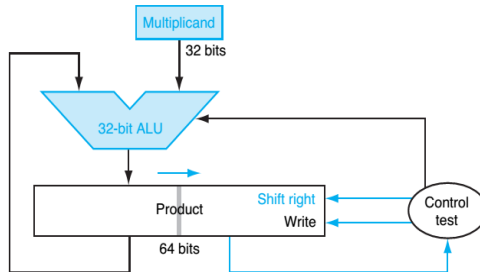 Multiplicand
32 bits
32-bit ALU
Product
Shift right
Write
Control
test
64 bits